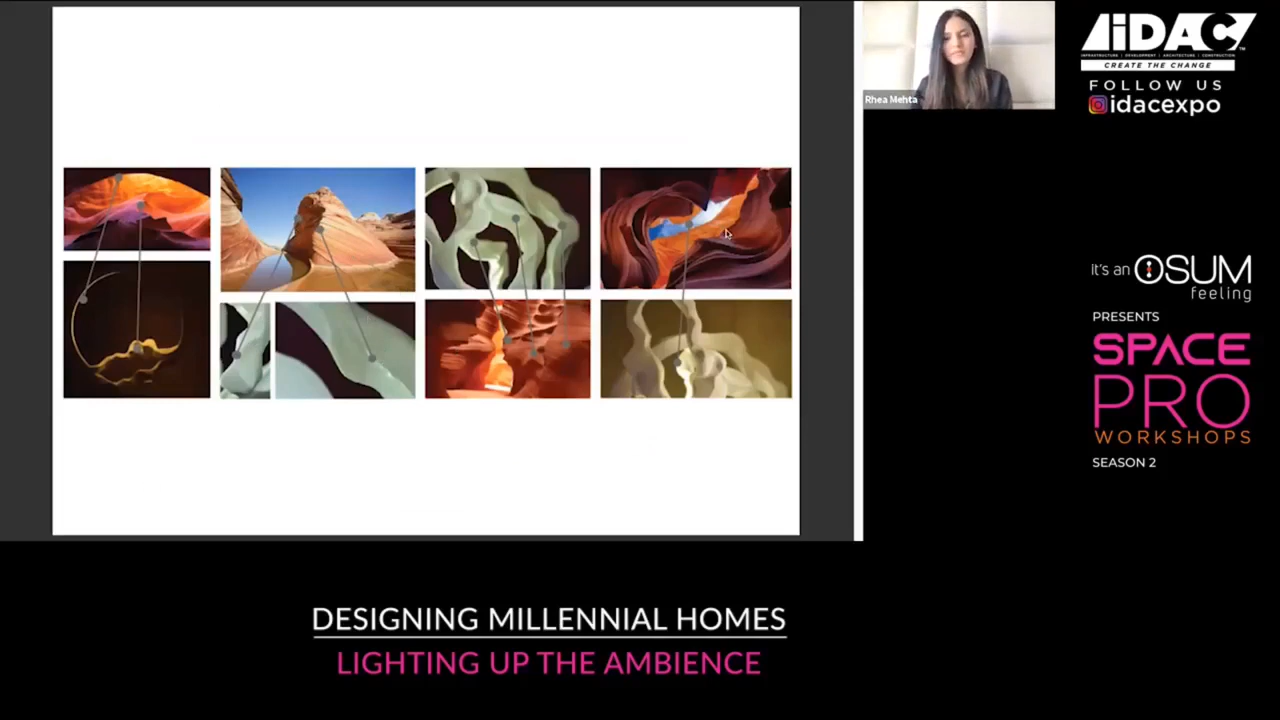 Rhea Mehta
IDAC
INFRASTRUCTURE | DEVELOPMENT | ARCHITECTURE | CONSTRUCTION
CREATE THE CHANGE
FOLLOW US
idacexpo
it's an OSUM
feeling
PRESENTS
SPACE
PRO
WORKSHOPS
SEASON 2
DESIGNING MILLENNIAL HOMES
LIGHTING UP THE AMBIENCE